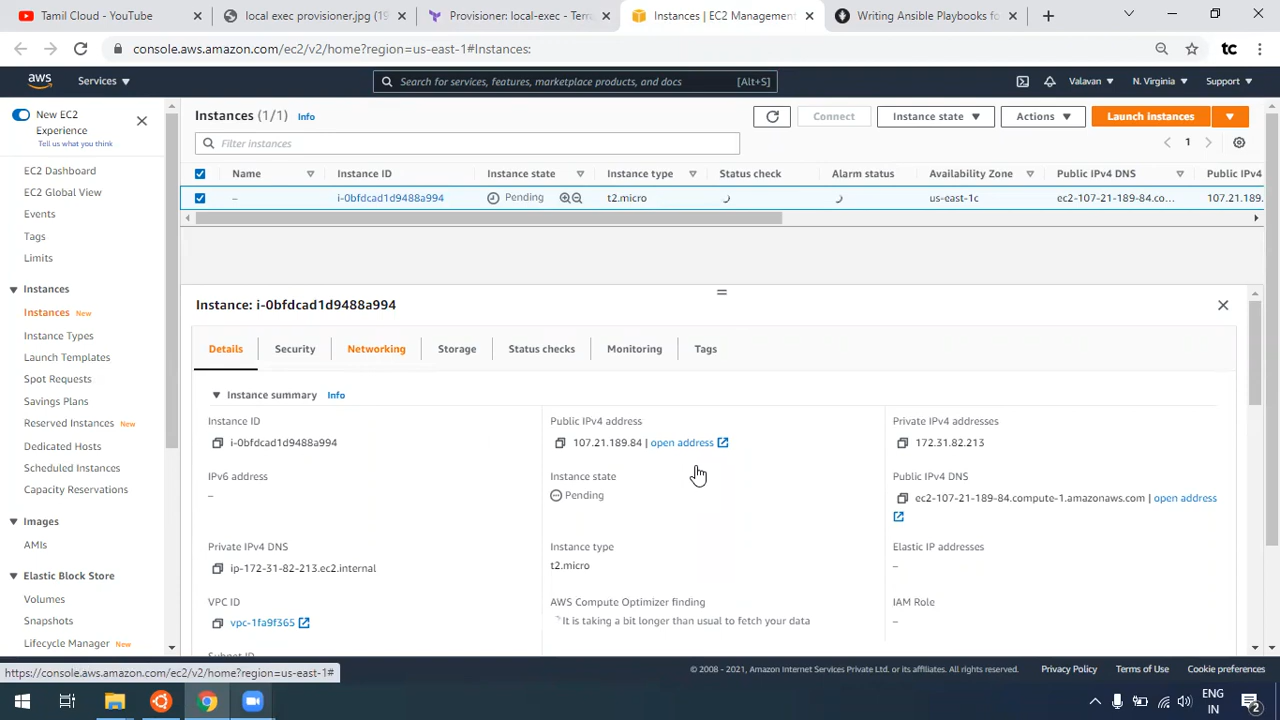 Tamil Cloud - YouTube
local exec provisioner.jpg (19
Provisioner: local-exec - Terra
Instances | EC2 Management
Writing Ansible Playbooks fo
console.aws.amazon.com/ec2/v2/home?region=us-east-1#Instances:
tc
aws
Services
Search for services, features, marketplace products, and docs
[Alt+S]
Valavan
N. Virginia
Support
New EC2
Experience
Tell us what you think
EC2 Dashboard
EC2 Global View
Events
Tags
Limits
Instances
Instances New
Instance Types
Launch Templates
Spot Requests
Savings Plans
Reserved Instances New
Dedicated Hosts
Scheduled Instances
Capacity Reservations
Images
AMIs
Elastic Block Store
Volumes
Snapshots
Lifecycle Manager New
Instances (1/1) Info
Connect
Instance state
Actions
Launch instances
Filter instances
1
Name
Instance ID
Instance state
Instance type
Status check
Alarm status
Availability Zone
Public IPv4 DNS
Public IPv4
–
i-0bfdcad1d9488a994
Pending
t2.micro
us-east-1c
ec2-107-21-189-84.co...
107.21.189.
Instance: i-0bfdcad1d9488a994
Details
Security
Networking
Storage
Status checks
Monitoring
Tags
Instance summary Info
Instance ID
i-0bfdcad1d9488a994
Public IPv4 address
107.21.189.84 | open address
Private IPv4 addresses
172.31.82.213
IPv6 address
–
Instance state
Pending
Public IPv4 DNS
ec2-107-21-189-84.compute-1.amazonaws.com | open address
Private IPv4 DNS
ip-172-31-82-213.ec2.internal
Instance type
t2.micro
Elastic IP addresses
–
VPC ID
vpc-1fa9f365
AWS Compute Optimizer finding
It is taking a bit longer than usual to fetch your data
IAM Role
–
Subnet ID
https://console.aws.amazon.com/ec2/v2/home?region=us-east-1#
© 2008 - 2021, Amazon Internet Services Private Ltd. or its affiliates. All rights reserved.
Privacy Policy
Terms of Use
Cookie preferences
ENG
IN
2